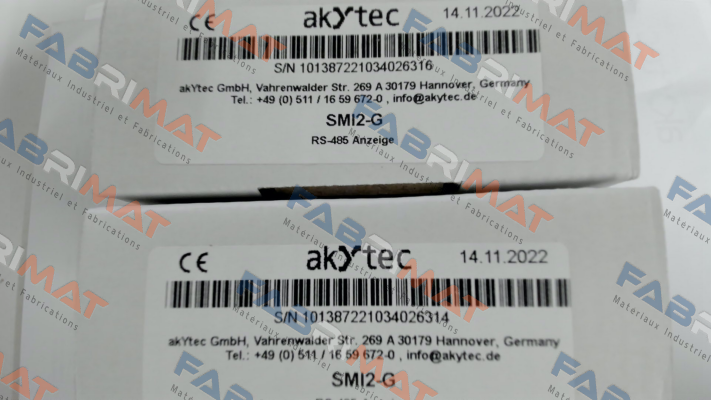 CE akYtec 14.11.2022
S/N 101387221034026316
akYtec GmbH, Vahrenwalder Str. 269 A 30179 Hannover, Germany
Tel.: +49 (0) 511 / 16 59 672-0 , info@akytec.de
SMI2-G
RS-485 Anzeige
CE akYtec 14.11.2022
S/N 101387221034026314
akYtec GmbH, Vahrenwalder Str. 269 A 30179 Hannover, Germany
Tel.: +49 (0) 511 / 16 59 672-0 , info@akytec.de
SMI2-G
FABRIMAT
Matériaux Industriel et Fabrications